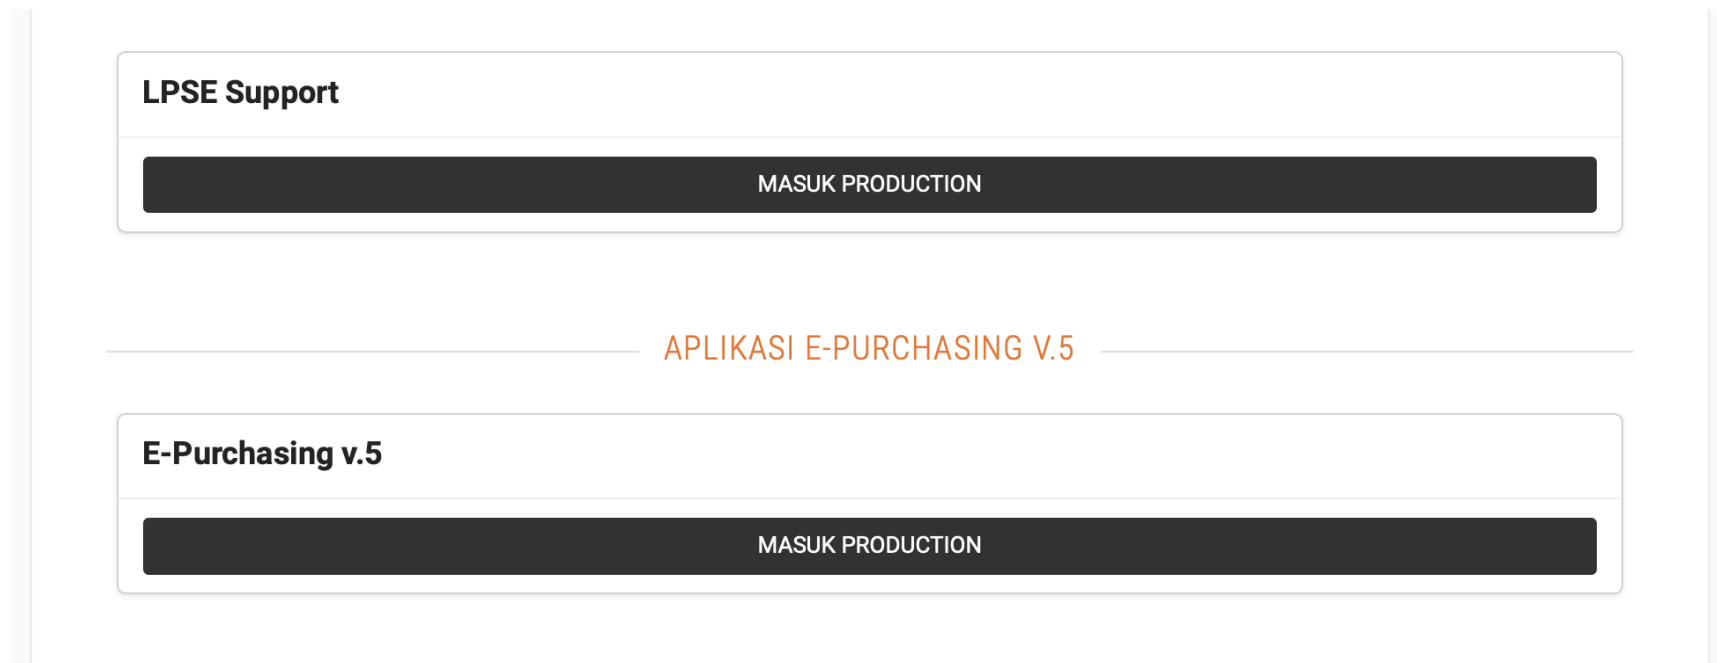 LPSE Support
MASUK PRODUCTION
APLIKASI E-PURCHASING V.5
E-Purchasing v.5
MASUK PRODUCTION